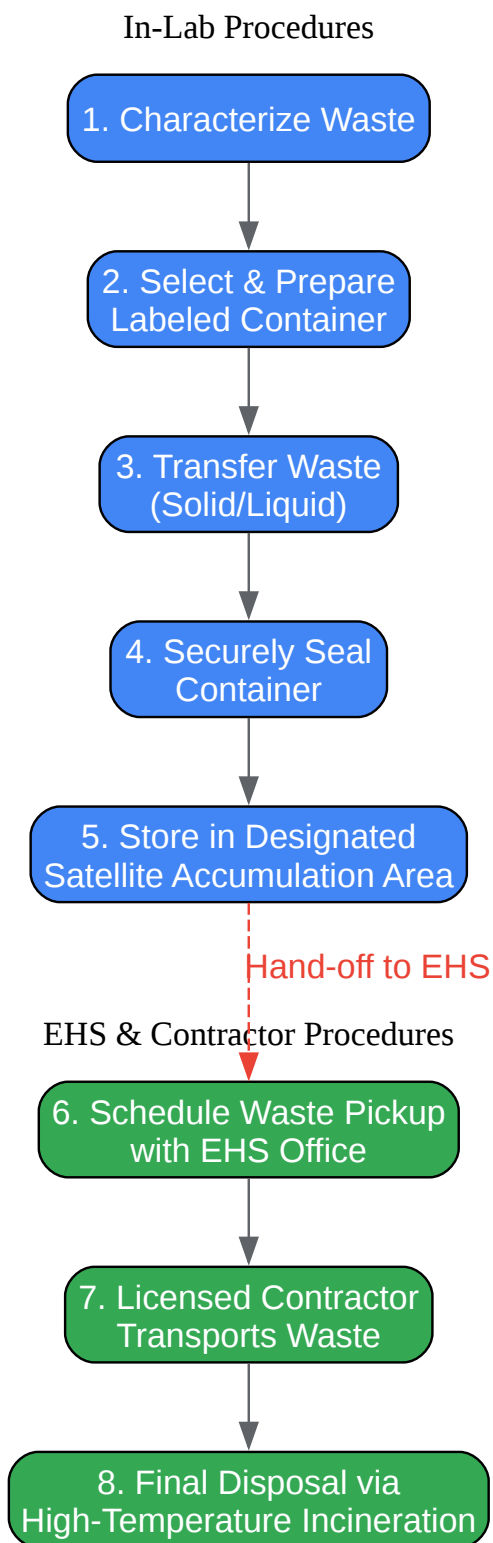 In-Lab Procedures
1. Characterize Waste
2. Select & Prepare
Labeled Container
3. Transfer Waste
(Solid/Liquid)
4. Securely Seal
Container
5. Store in Designated
Satellite Accumulation Area
Hand-off to EHS
EHS & Contractor Procedures
6. Schedule Waste Pickup
with EHS Office
7. Licensed Contractor
Transports Waste
8. Final Disposal via
High-Temperature Incineration